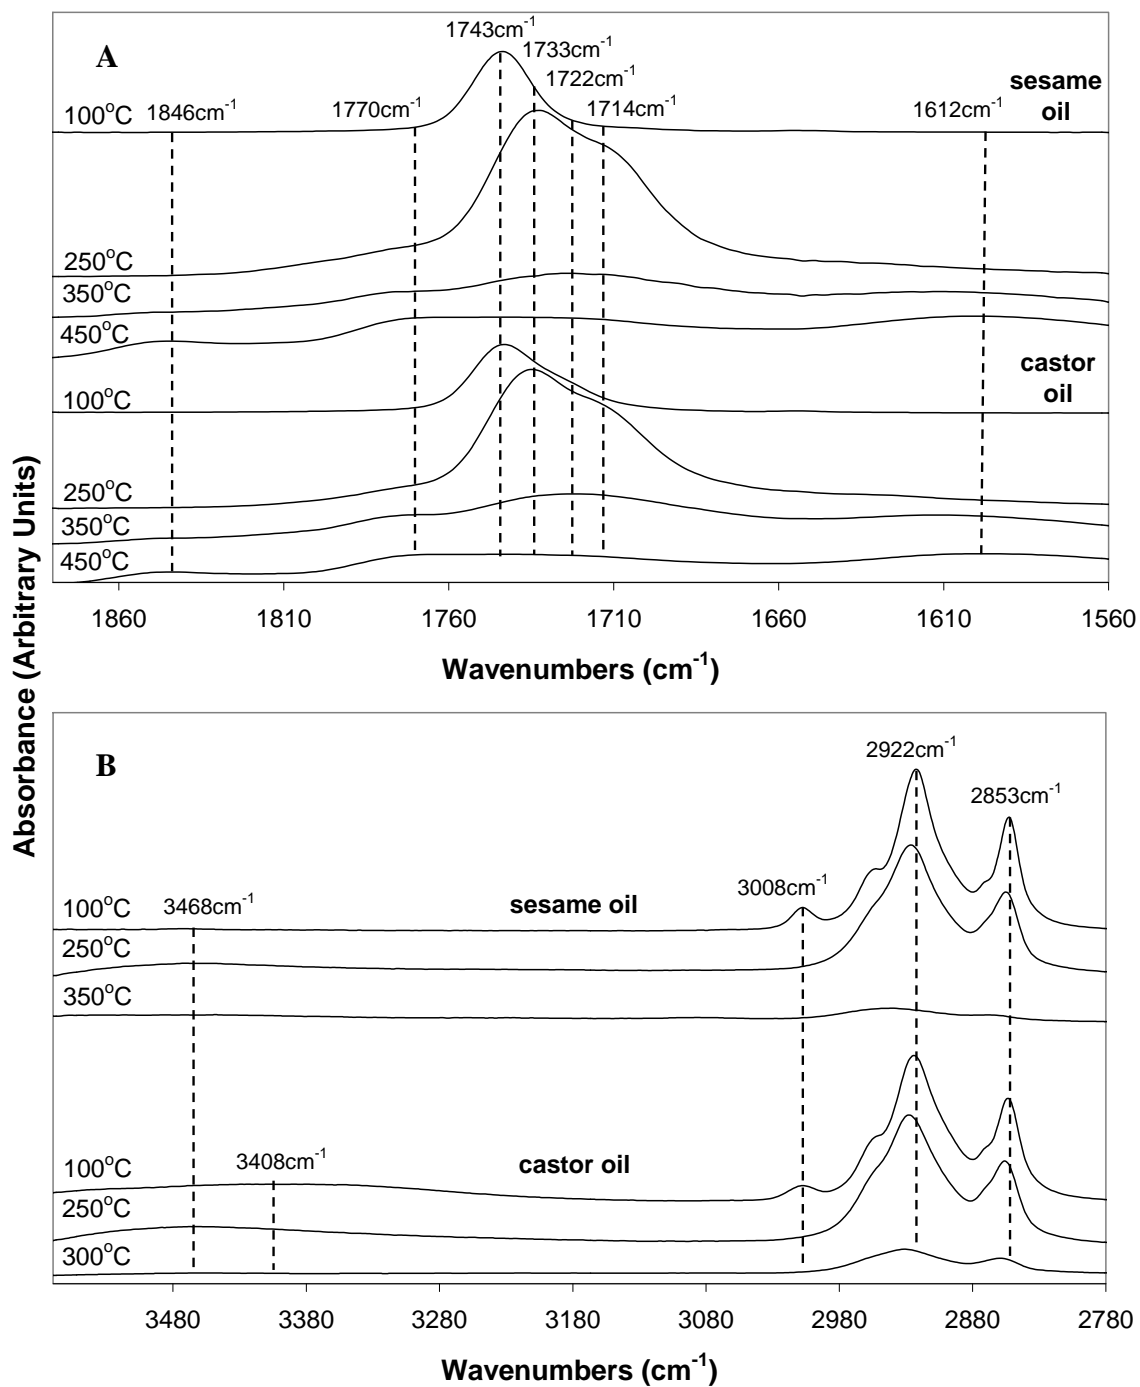 A
1743cm-1
1733cm-1
1722cm-1
1846cm-1
1770cm-1
1714cm-1
1612cm-1
sesame
oil
100oC
250oC
350oC
450oC
castor
oil
100oC
250oC
350oC
450oC
1860 1810 1760 1710 1660 1610 1560
Wavenumbers (cm-1)
Absorbance (Arbitrary Units)
B
2922cm-1
2853cm-1
3008cm-1
3468cm-1
sesame oil
100oC
250oC
350oC
3408cm-1
castor oil
100oC
250oC
300oC
3480 3380 3280 3180 3080 2980 2880 2780
Wavenumbers (cm-1)